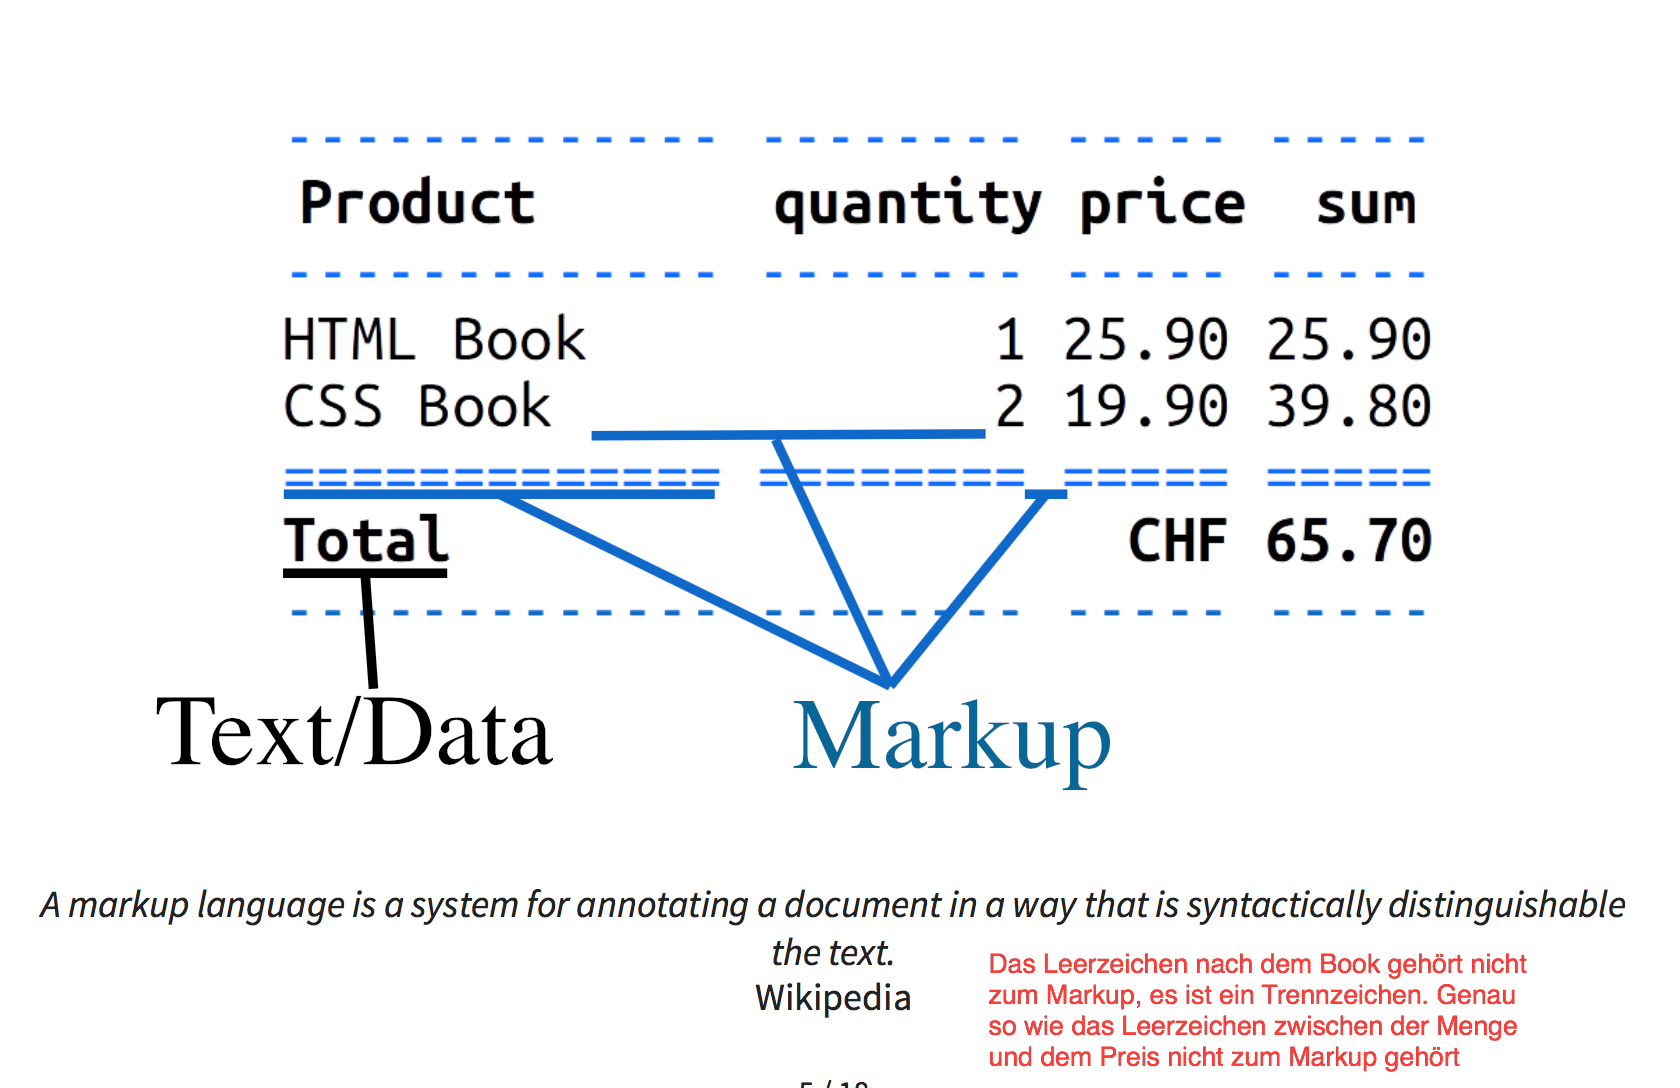 ------------- -------- ----- -----
Product quantity price sum
------------- -------- ----- -----
HTML Book 1 25.90 25.90
CSS Book 2 19.90 39.80
============= ======== ===== =====
Total CHF 65.70
------------- -------- ----- -----
Text/Data Markup
A markup language is a system for annotating a document in a way that is syntactically distinguishable
the text.
Wikipedia
Das Leerzeichen nach dem Book gehört nicht
zum Markup, es ist ein Trennzeichen. Genau
so wie das Leerzeichen zwischen der Menge
und dem Preis nicht zum Markup gehört